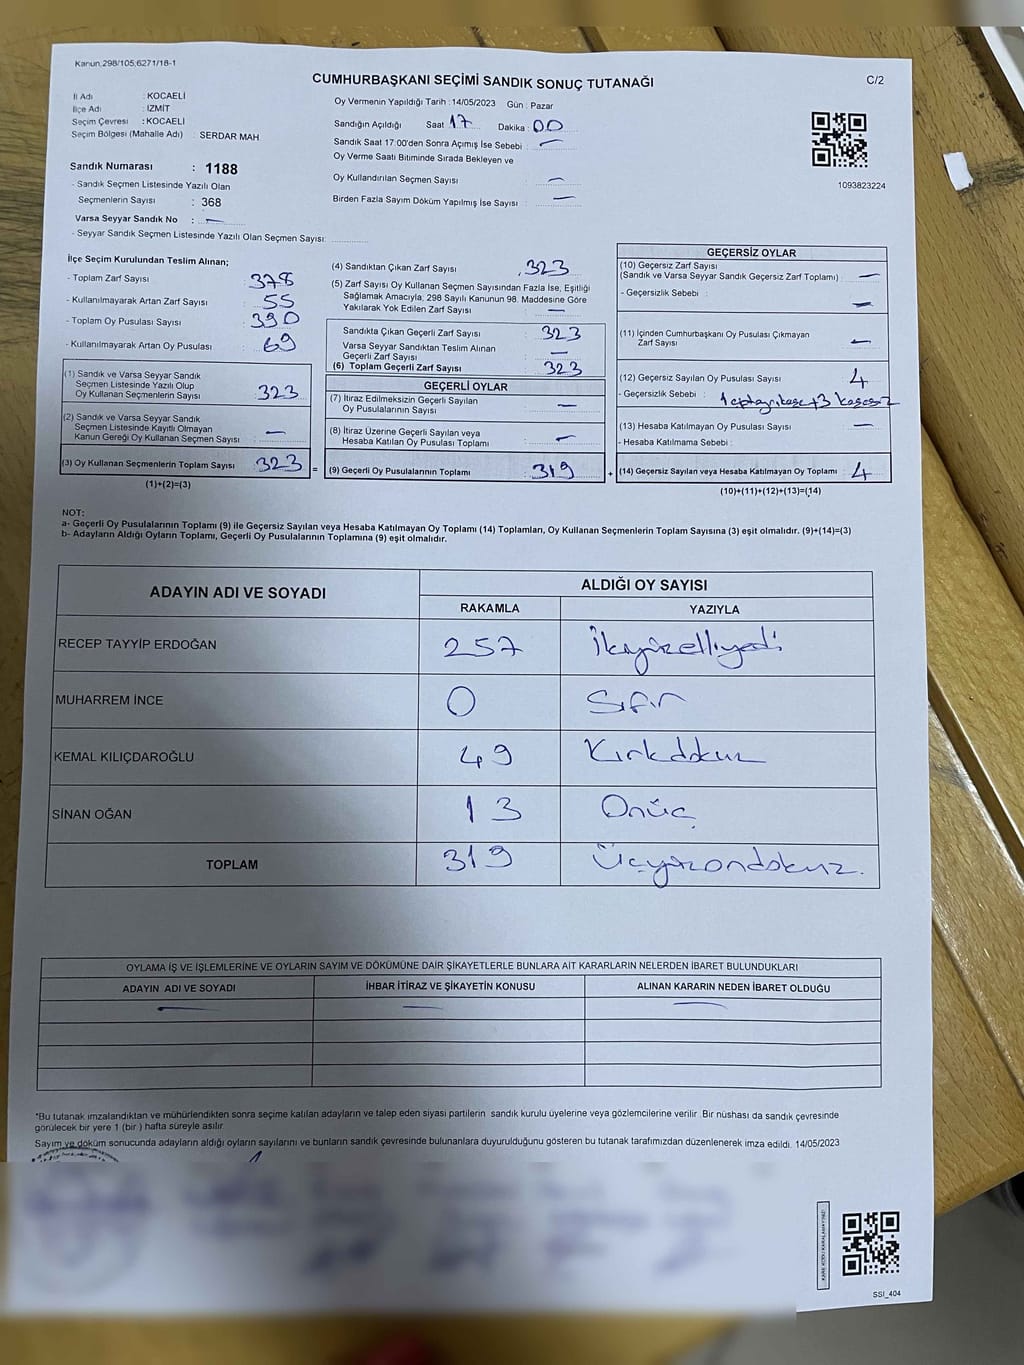 Kanun 298/105,6271/18-1
CUMHURBAŞKANI SEÇİMİ SANDIK SONUÇ TUTANAĞI
C/2
İl Adı : KOCAELİ
İlçe Adı : İZMİT
Seçim Çevresi : KOCAELİ
Seçim Bölgesi (Mahalle Adı) : SERDAR MAH
Sandık Numarası : 1188
- Sandık Seçmen Listesinde Yazılı Olan
Seçmenlerin Sayısı : 368
Varsa Seyyar Sandık No : —
- Seyyar Sandık Seçmen Listesinde Yazılı Olan Seçmen Sayısı:
Oy Vermenin Yapıldığı Tarih : 14/05/2023 Gün : Pazar
Sandığın Açıldığı Saat 17 Dakika : 00
Sandık Saat 17:00'den Sonra Açımış İse Sebebi : —
Oy Verme Saati Bitiminde Sırada Bekleyen ve
Oy Kullandırılan Seçmen Sayısı : —
Birden Fazla Sayım Döküm Yapılmış İse Sayısı : —
1093823224
İlçe Seçim Kurulundan Teslim Alınan;
- Toplam Zarf Sayısı : 378
- Kullanılmayarak Artan Zarf Sayısı : 55
- Toplam Oy Pusulası Sayısı : 390
- Kullanılmayarak Artan Oy Pusulası : 69
(1) Sandık ve Varsa Seyyar Sandık
Seçmen Listesinde Yazılı Olup
Oy Kullanan Seçmenlerin Sayısı : 323
(2) Sandık ve Varsa Seyyar Sandık
Seçmen Listesinde Kayıtlı Olmayan
Kanun Gereği Oy Kullanan Seçmen Sayısı : —
(3) Oy Kullanan Seçmenlerin Toplam Sayısı : 323 =
(1)+(2)=(3)
(4) Sandıktan Çıkan Zarf Sayısı : 323
(5) Zarf Sayısı Oy Kullanan Seçmen Sayısından Fazla İse, Eşitliği
Sağlamak Amacıyla; 298 Sayılı Kanunun 98. Maddesine Göre
Yakılarak Yok Edilen Zarf Sayısı : —
Sandıkta Çıkan Geçerli Zarf Sayısı : 323
Varsa Seyyar Sandıktan Teslim Alınan
Geçerli Zarf Sayısı : —
(6) Toplam Geçerli Zarf Sayısı : 323
GEÇERLİ OYLAR
(7) İtiraz Edilmeksizin Geçerli Sayılan
Oy Pusulalarının Sayısı : —
(8) İtiraz Üzerine Geçerli Sayılan veya
Hesaba Katılan Oy Pusulası Toplamı : —
(9) Geçerli Oy Pusulalarının Toplamı : 319 +
GEÇERSİZ OYLAR
(10) Geçersiz Zarf Sayısı
(Sandık ve Varsa Seyyar Sandık Geçersiz Zarf Toplamı) : —
- Geçersizlik Sebebi : —
(11) İçinden Cumhurbaşkanı Oy Pusulası Çıkmayan
Zarf Sayısı : —
(12) Geçersiz Sayılan Oy Pusulası Sayısı : 4
- Geçersizlik Sebebi :
(13) Hesaba Katılmayan Oy Pusulası Sayısı : —
- Hesaba Katılmama Sebebi :
(14) Geçersiz Sayılan veya Hesaba Katılmayan Oy Toplamı : 4
(10)+(11)+(12)+(13)=(14)
NOT:
a- Geçerli Oy Pusulalarının Toplamı (9) ile Geçersiz Sayılan veya Hesaba Katılmayan Oy Toplamı (14) Toplamları, Oy Kullanan Seçmenlerin Toplam Sayısına (3) eşit olmalıdır. (9)+(14)=(3)
b- Adayların Aldığı Oyların Toplamı, Geçerli Oy Pusulalarının Toplamına (9) eşit olmalıdır.
ADAYIN ADI VE SOYADI ALDIĞI OY SAYISI
RAKAMLA YAZIYLA
RECEP TAYYİP ERDOĞAN 257 İkiyüzelliyedi
MUHARREM İNCE 0 Sıfır
KEMAL KILIÇDAROĞLU 49 Kırkdokuz
SİNAN OĞAN 13 Onüç
TOPLAM 319 Üçyüzondokuz.
OYLAMA İŞ VE İŞLEMLERİNE VE OYLARIN SAYIM VE DÖKÜMÜNE DAİR ŞİKAYETLERLE BUNLARA AİT KARARLARIN NELERDEN İBARET BULUNDUKLARI
ADAYIN ADI VE SOYADI İHBAR İTİRAZ VE ŞİKAYETİN KONUSU ALINAN KARARIN NEDEN İBARET OLDUĞU
— — —
*Bu tutanak imzalandıktan ve mühürlendikten sonra seçime katılan adayların ve talep eden siyasi partilerin sandık kurulu üyelerine veya gözlemcilerine verilir. Bir nüshası da sandık çevresinde
görülecek bir yere 1 (bir) hafta süreyle asılır.
Sayım ve döküm sonucunda adayların aldığı oyların sayılarını ve bunların sandık çevresinde bulunanlara duyurulduğunu gösteren bu tutanak tarafımızdan düzenlenerek imza edildi. 14/05/2023
SSI_404